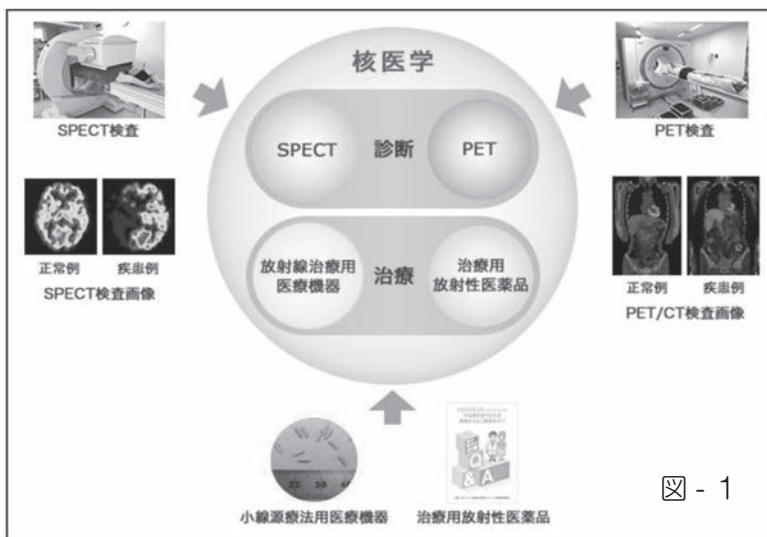 核医学
SPECT
診断
PET
放射線治療用
医療機器
治療
治療用
放射性医薬品
SPECT検査
正常例
疾患例
SPECT検査画像
PET検査
正常例
疾患例
PET/CT検査画像
Q
&
A
25 30 40
小線源療法用医療機器
治療用放射性医薬品
図 - 1